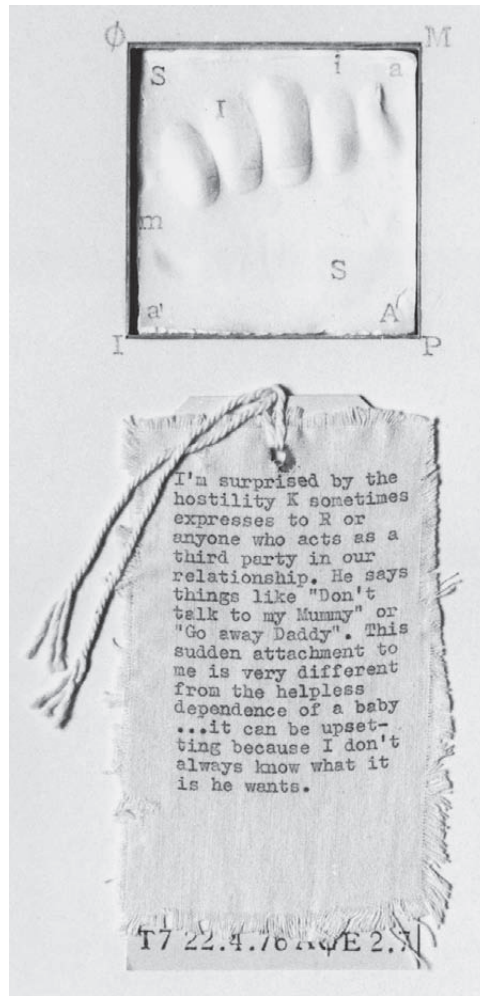 Ø M
S i a
I
m
S
a' A'
I P
I'm surprised by the
hostility K sometimes
expresses to R or
anyone who acts as a
third party in our
relationship. He says
things like "Don't
talk to my Mummy" or
"Go away Daddy". This
sudden attachment to
me is very different
from the helpless
dependence of a baby
...it can be upset-
ting because I don't
always know what it
is he wants.
T7 22.4.76 AGE 2.7